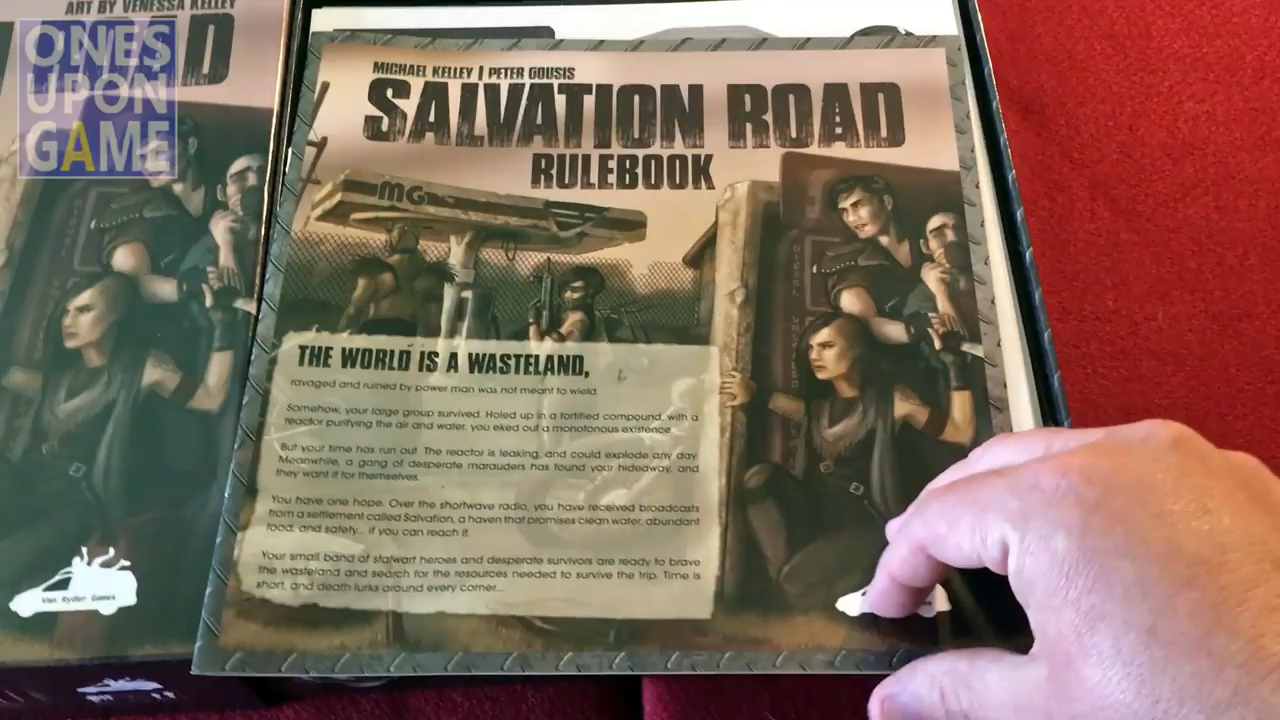 ART BY VENESSA KELLEY
ONES
UPON
GAME
MICHAEL KELLEY | PETER GOUSIS
SALVATION ROAD
RULEBOOK
MG
THE WORLD IS A WASTELAND,
ravaged and ruined by power man was not meant to wield.
Somehow, your large group survived. Holed up in a fortified compound, with a
reactor purifying the air and water, you eked out a monotonous existence.
But your time has run out. The reactor is leaking, and could explode any day.
Meanwhile, a gang of desperate marauders has found your hideaway, and
they want it for themselves.
You have one hope. Over the shortwave radio, you have received broadcasts
from a settlement called Salvation, a haven that promises clean water, abundant
food, and safety... if you can reach it.
Your small band of stalwart heroes and desperate survivors are ready to brave
the wasteland and search for the resources needed to survive the trip. Time is
short, and death lurks around every corner...
DIESEL UNLEADED
Van Ryder Games